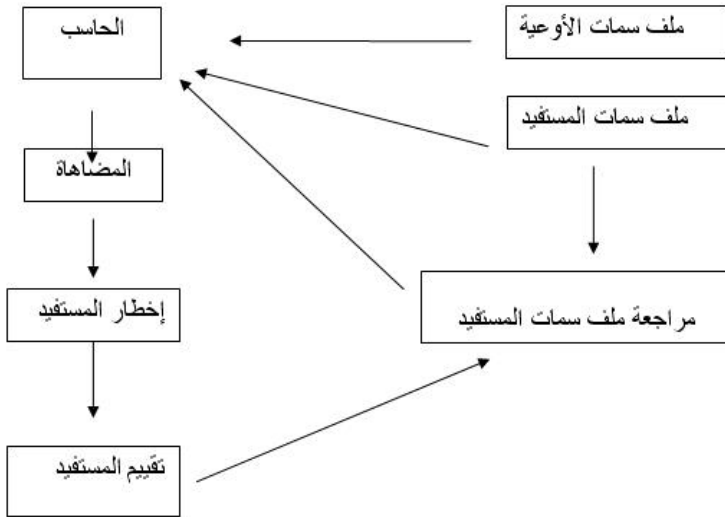 ملف سمات الأوعية
الحاسب
ملف سمات المستفيد
المضاهاة
إخطار المستفيد
مراجعة ملف سمات المستفيد
تقييم المستفيد